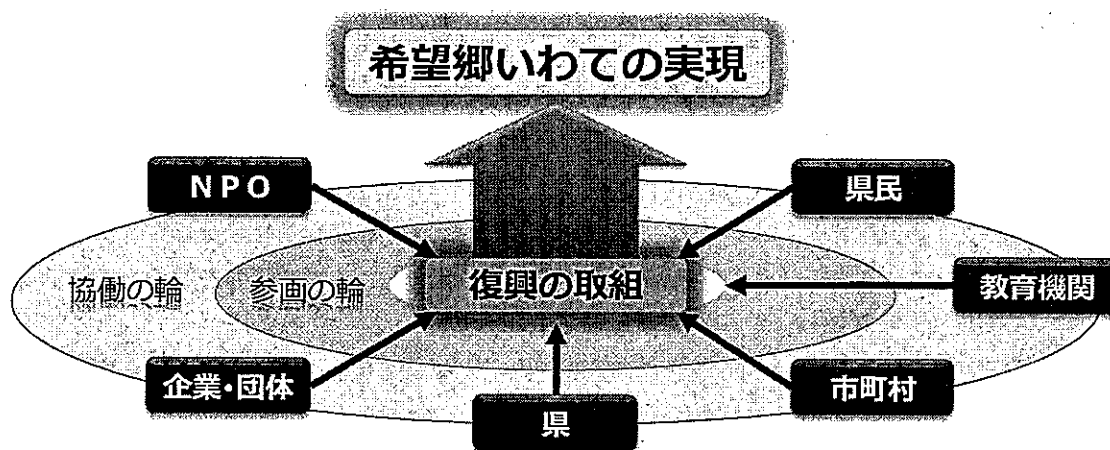 希望郷いわての実現
NPO
県民
協働の輪
参画の輪
復興の取組
教育機関
企業・団体
県
市町村